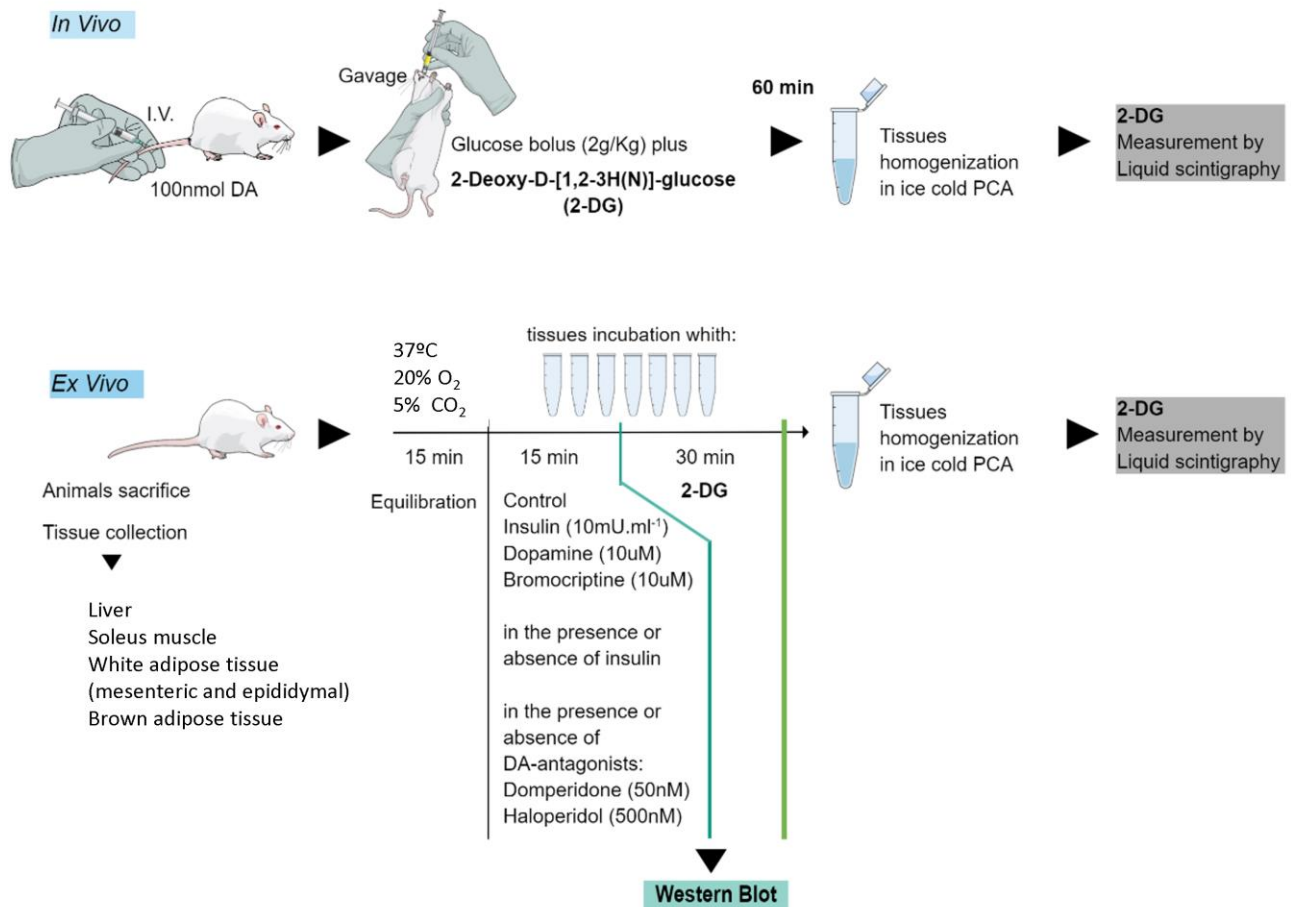 In Vivo
I.V.
100nmol DA
Gavage
Glucose bolus (2g/Kg) plus
2-Deoxy-D-[1,2-3H(N)]-glucose
(2-DG)
60 min
Tissues
homogenization
in ice cold PCA
2-DG
Measurement by
Liquid scintigraphy
Ex Vivo
Animals sacrifice
Tissue collection
Liver
Soleus muscle
White adipose tissue
(mesenteric and epididymal)
Brown adipose tissue
37ºC
20% O₂
5% CO₂
15 min
Equilibration
tissues incubation whith:
15 min
Control
Insulin (10mU.ml⁻¹)
Dopamine (10uM)
Bromocriptine (10uM)
in the presence or
absence of insulin
in the presence or
absence of
DA-antagonists:
Domperidone (50nM)
Haloperidol (500nM)
30 min
2-DG
Western Blot
Tissues
homogenization
in ice cold PCA
2-DG
Measurement by
Liquid scintigraphy